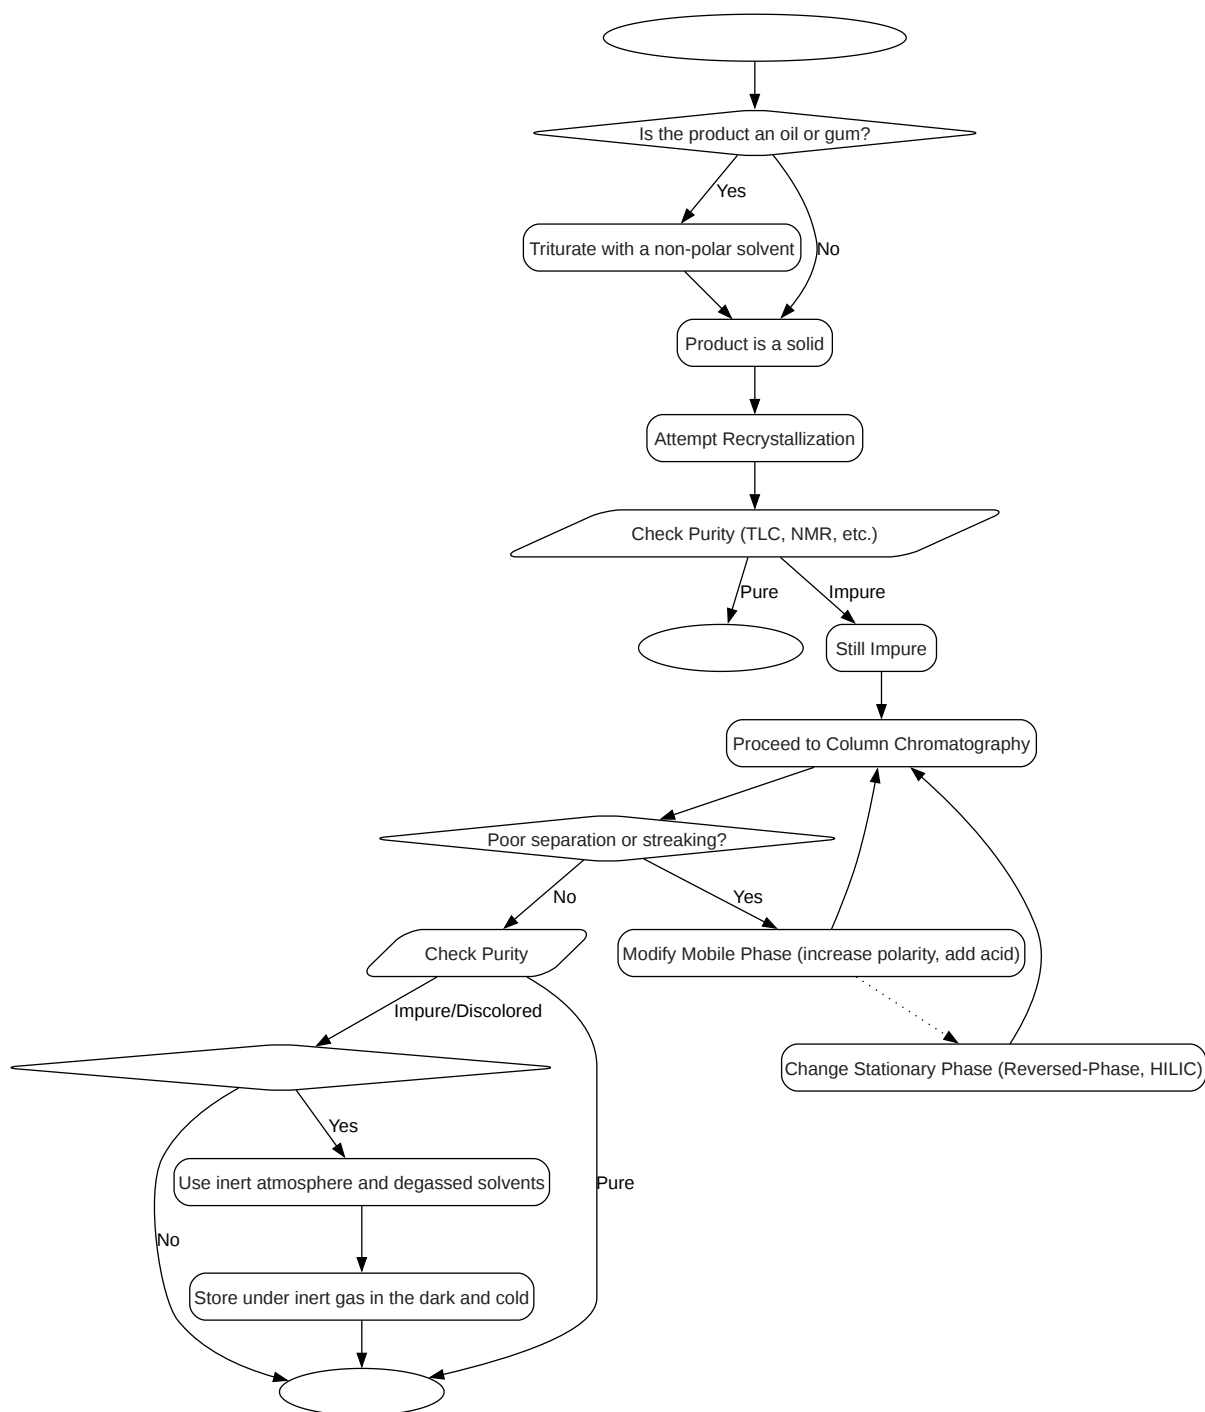 Is the product an oil or gum?
Yes
Triturate with a non-polar solvent
No
Product is a solid
Attempt Recrystallization
Check Purity (TLC, NMR, etc.)
Pure
Impure
Still Impure
Proceed to Column Chromatography
Poor separation or streaking?
No
Yes
Check Purity
Modify Mobile Phase (increase polarity, add acid)
Impure/Discolored
Change Stationary Phase (Reversed-Phase, HILIC)
Yes
Use inert atmosphere and degassed solvents
Pure
No
Store under inert gas in the dark and cold